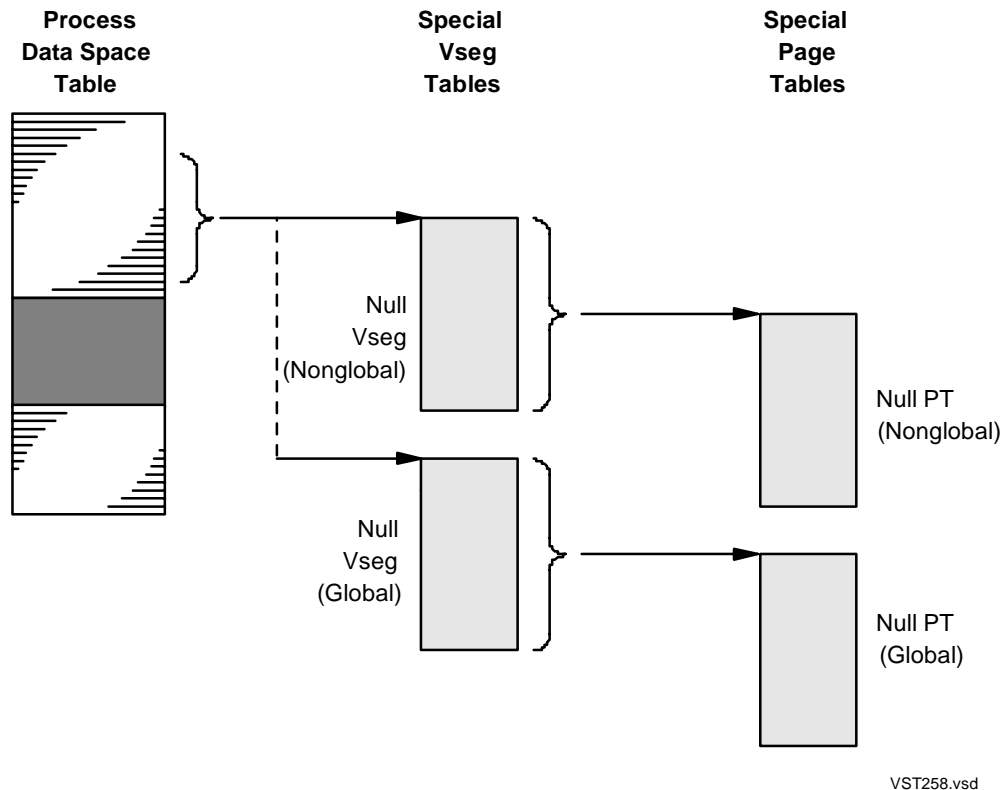 Process
Data Space
Table
Special
Vseg
Tables
Special
Page
Tables
Null
Vseg
(Nonglobal)
Null PT
(Nonglobal)
Null
Vseg
(Global)
Null PT
(Global)
VST258.vsd